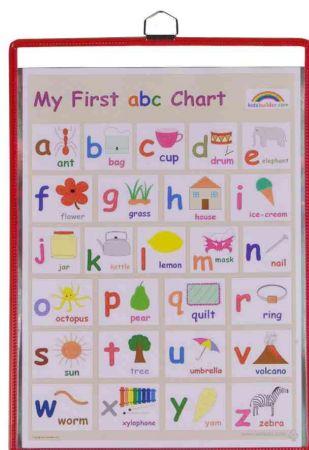 My First abc Chart
kidsbuilder.com
a ant
b bag
c cup
d drum
e elephant
f flower
g grass
h house
i ice-cream
j jar
k kettle
l lemon
m mask
n nail
o octopus
p pear
q quilt
r ring
s sun
t tree
u umbrella
v volcano
w worm
x xylophone
y yam
z zebra